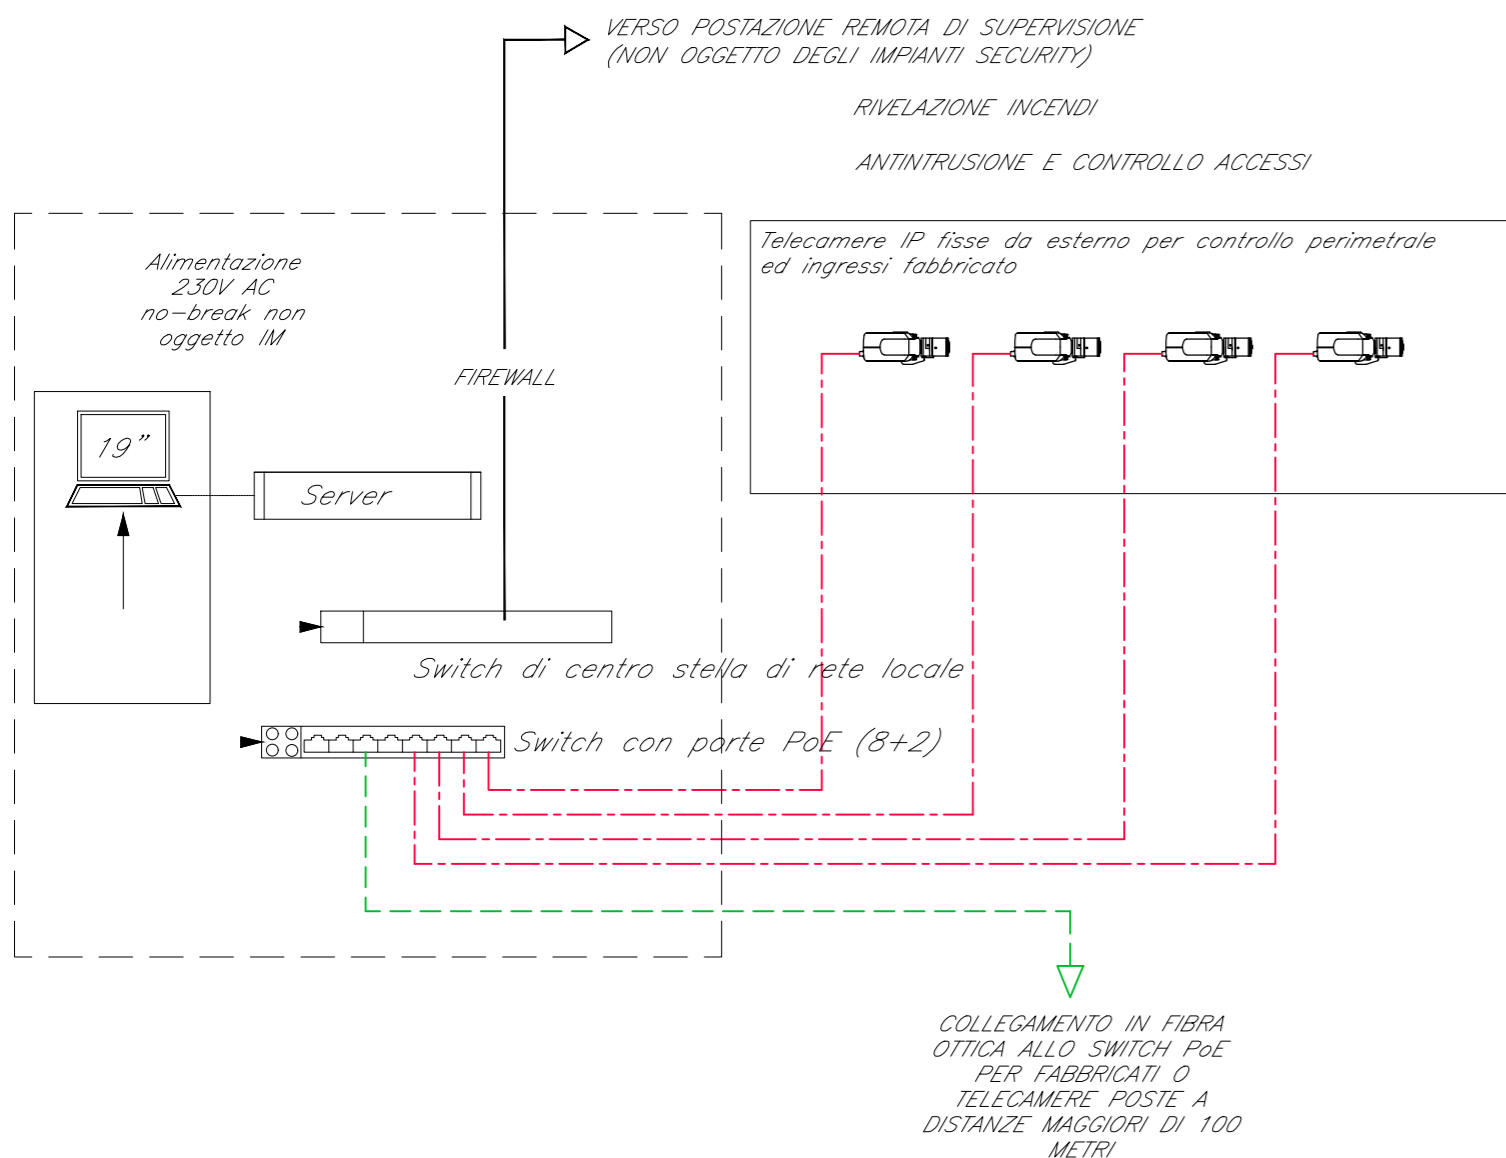 VERSO POSTAZIONE REMOTA DI SUPERVISIONE
(NON OGGETTO DEGLI IMPIANTI SECURITY)
RIVELAZIONE INCENDI
ANTINTRUSIONE E CONTROLLO ACCESSI
Telecamere IP fisse da esterno per controllo perimetrale
ed ingressi fabbricato
Alimentazione
230V AC
no-break non
oggetto IM
FIREWALL
19"
Server
Switch di centro stella di rete locale
Switch con porte PoE (8+2)
COLLEGAMENTO IN FIBRA
OTTICA ALLO SWITCH PoE
PER FABBRICATI O
TELECAMERE POSTE A
DISTANZE MAGGIORI DI 100
METRI